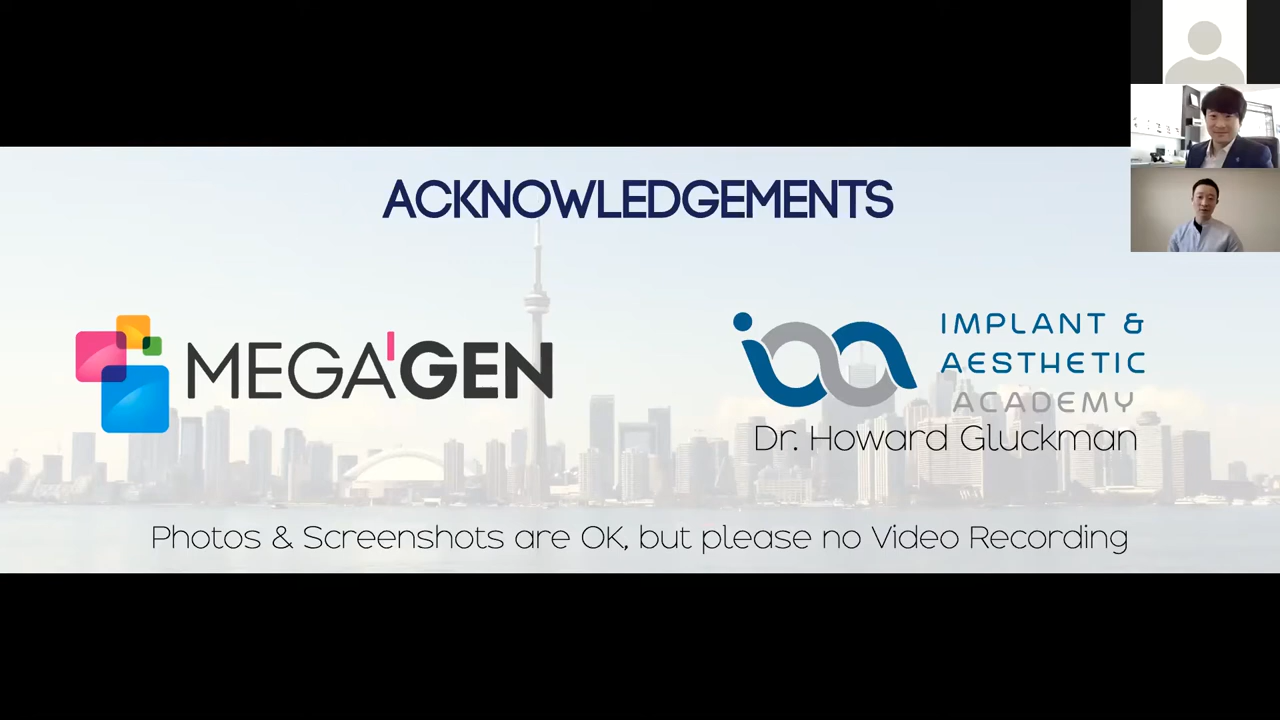 ACKNOWLEDGEMENTS
MEGA'GEN
IMPLANT &
AESTHETIC
ACADEMY
Dr. Howard Gluckman
Photos & Screenshots are OK, but please no Video Recording